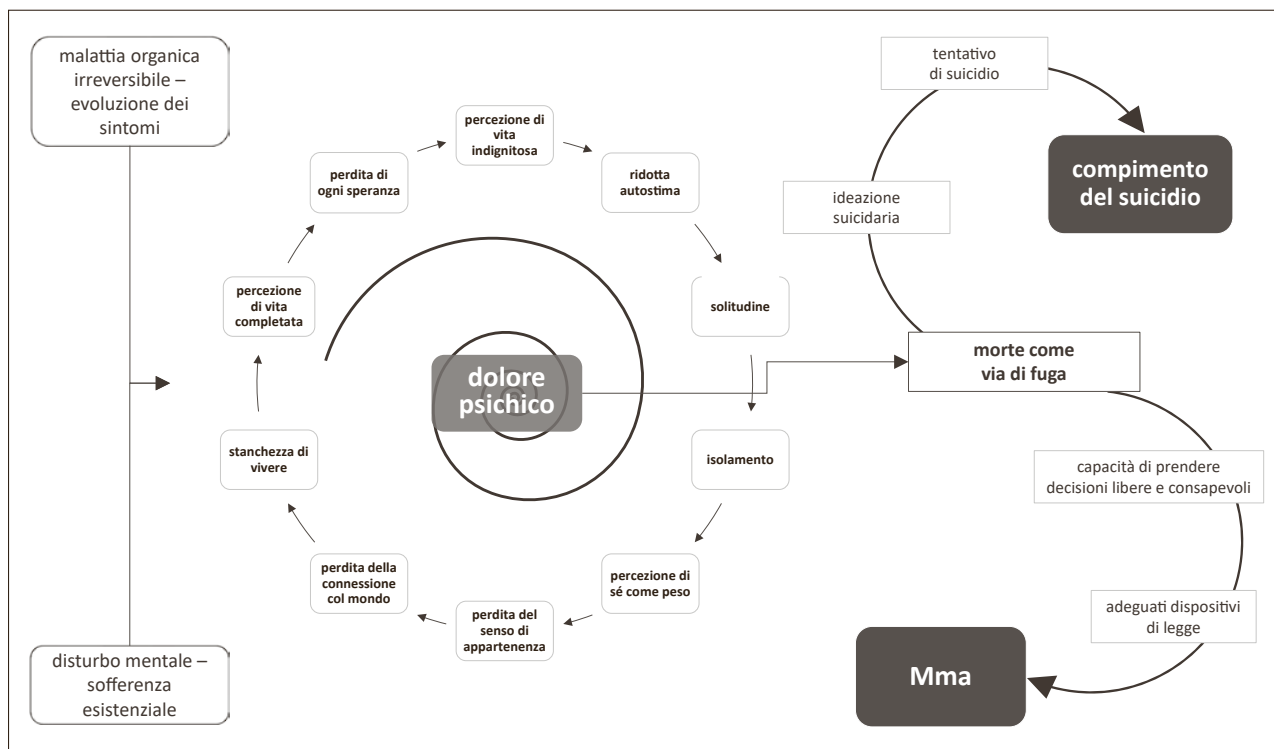 malattia organica
irreversibile –
evoluzione dei
sintomi
disturbo mentale –
sofferenza
esistenziale
percezione di
vita
indignitosa
ridotta
autostima
solitudine
isolamento
percezione di
sé come peso
perdita del
senso di
appartenenza
perdita della
connessione
col mondo
stanchezza di
vivere
percezione
di vita
completata
perdita di
ogni speranza
dolore
psichico
morte come
via di fuga
ideazione
suicidaria
tentativo
di suicidio
compimento
del suicidio
capacità di prendere
decisioni libere e consapevoli
adeguati dispositivi
di legge
Mma